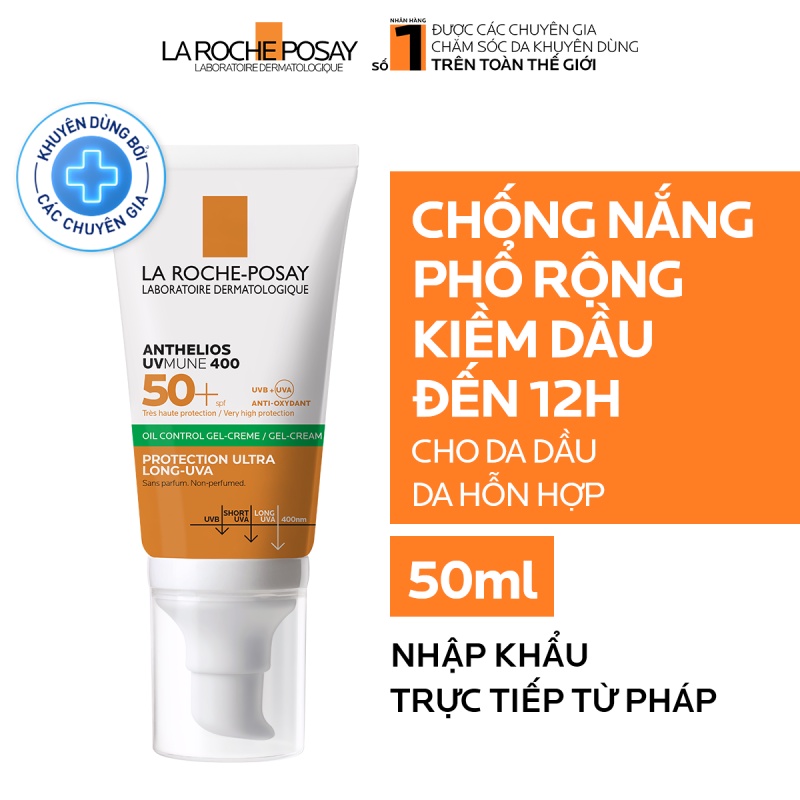 LA ROCHE POSAY
LABORATOIRE DERMATOLOGIQUE
NHÃN HÀNG
SỐ 1
ĐƯỢC CÁC CHUYÊN GIA
CHĂM SÓC DA KHUYÊN DÙNG
TRÊN TOÀN THẾ GIỚI
KHUYÊN DÙNG BỞI
CÁC CHUYÊN GIA
LA ROCHE-POSAY
LABORATOIRE DERMATOLOGIQUE
ANTHELIOS
UVMUNE 400
50+ spf
UVB + UVA
ANTI-OXYDANT
Très haute protection / Very high protection
OIL CONTROL GEL-CREME / GEL-CREAM
PROTECTION ULTRA
LONG-UVA
Sans parfum. Non-perfumed.
UVB
SHORT UVA
LONG UVA
400nm
CHỐNG NẮNG
PHỔ RỘNG
KIỀM DẦU
ĐẾN 12H
CHO DA DẦU
DA HỖN HỢP
50ml
NHẬP KHẨU
TRỰC TIẾP TỪ PHÁP